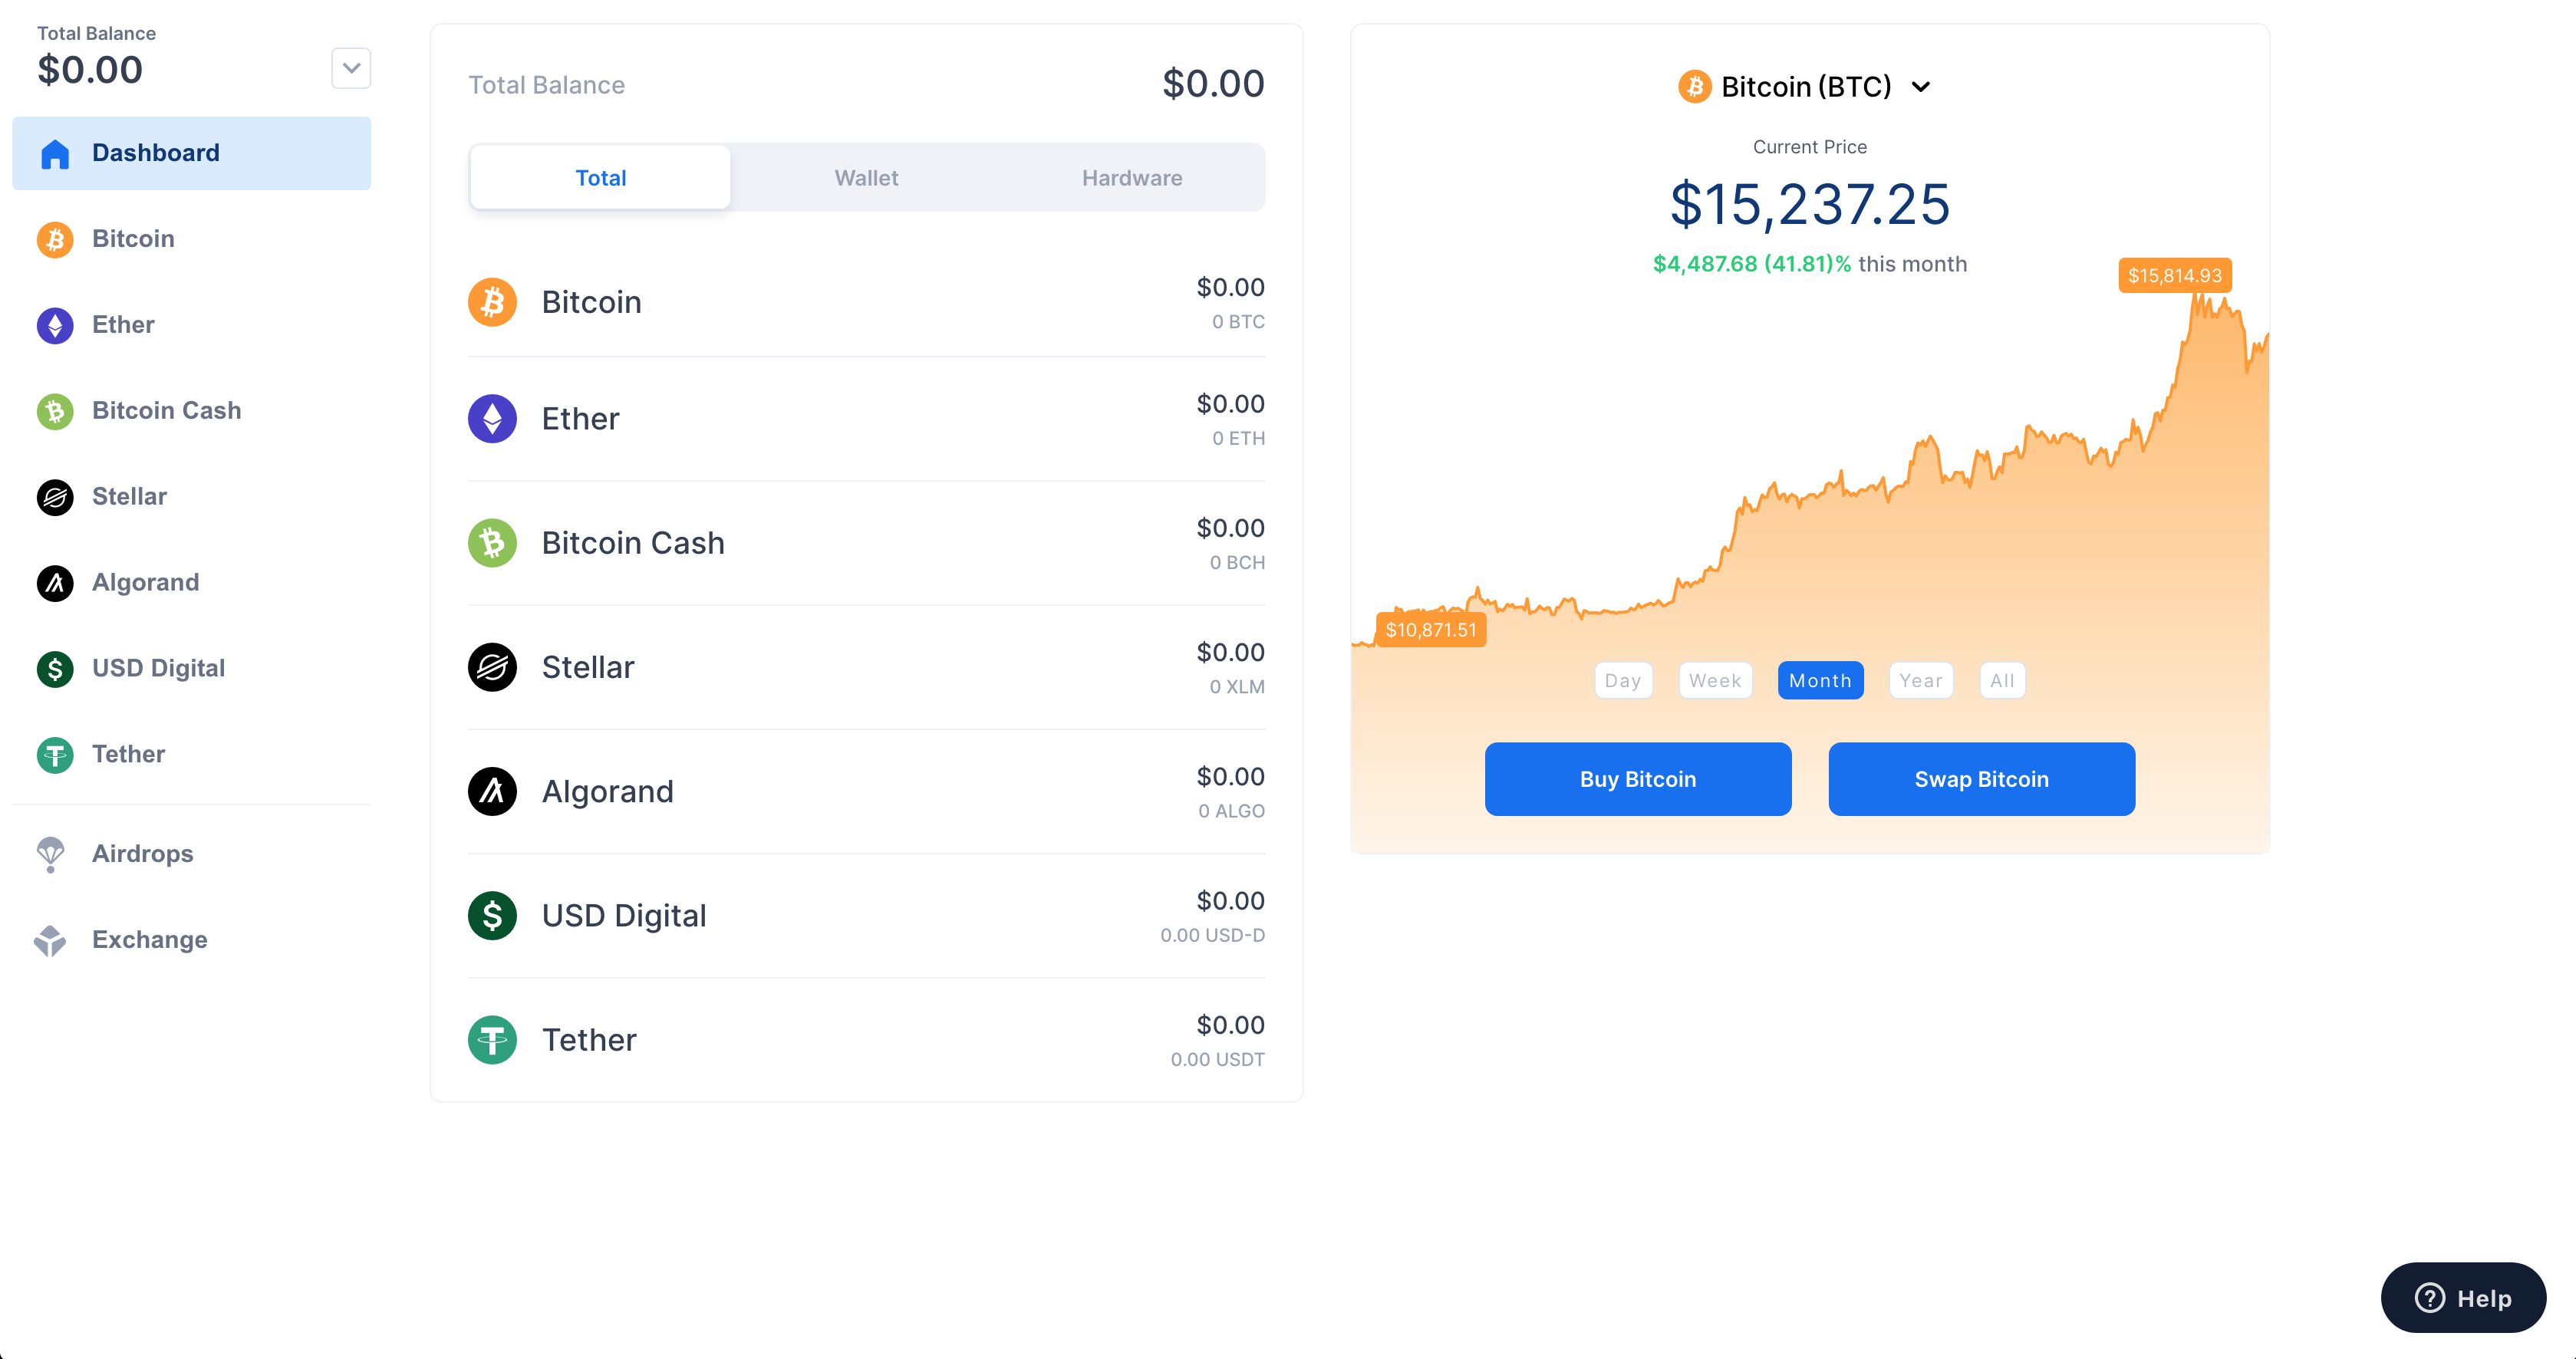 Total Balance
$0.00
Dashboard
Bitcoin
Ether
Bitcoin Cash
Stellar
Algorand
USD Digital
Tether
Airdrops
Exchange
Total Balance $0.00
Total Wallet Hardware
Bitcoin $0.00
0 BTC
Ether $0.00
0 ETH
Bitcoin Cash $0.00
0 BCH
Stellar $0.00
0 XLM
Algorand $0.00
0 ALGO
USD Digital $0.00
0.00 USD-D
Tether $0.00
0.00 USDT
Bitcoin (BTC)
Current Price
$15,237.25
$4,487.68 (41.81)% this month
$15,814.93
$10,871.51
Day Week Month Year All
Buy Bitcoin Swap Bitcoin
Help